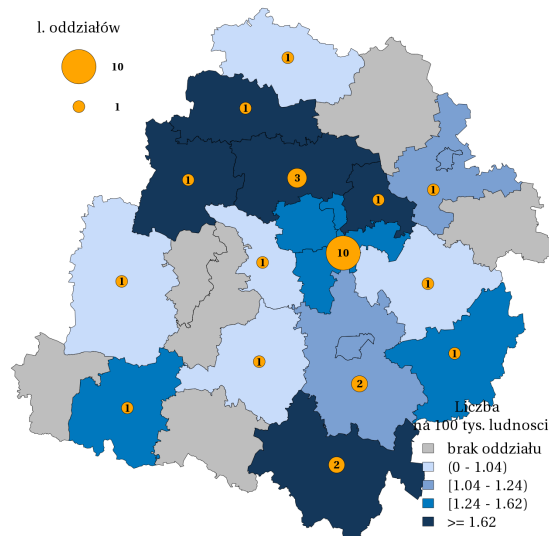 l. oddziałów
10
1
1
1
1
3
1
1
10
1
1
1
1
1
2
1
2
Liczba
na 100 tys. ludnosci
brak oddziału
(0 - 1.04)
[1.04 - 1.24)
[1.24 - 1.62)
>= 1.62